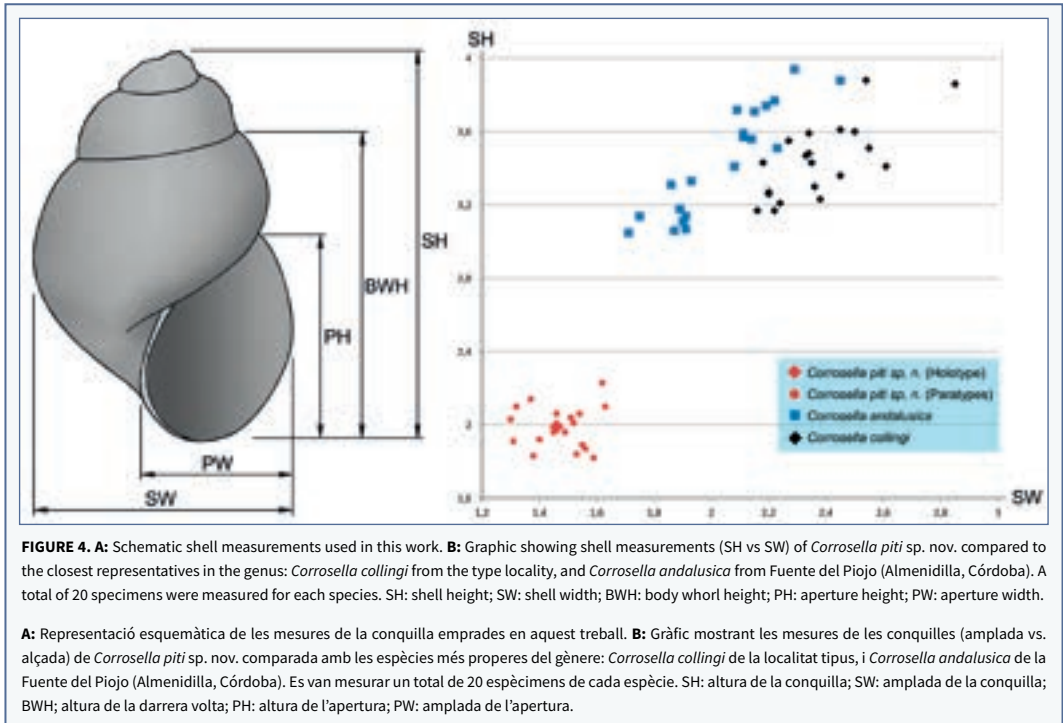 SH
BWH
PH
PW
SW
SH
4
3,6
3,2
2,8
2,4
2
1,6
1,2 1,4 1,6 1,8 2 2,2 2,4 2,6 2,8 3
SW
Corrosella piti sp. n. (Holotype)
Corrosella piti sp. n. (Paratypes)
Corrosella andalusica
Corrosella collingi
FIGURE 4. A: Schematic shell measurements used in this work. B: Graphic showing shell measurements (SH vs SW) of Corrosella piti sp. nov. compared to
the closest representatives in the genus: Corrosella collingi from the type locality, and Corrosella andalusica from Fuente del Piojo (Almenidilla, Córdoba). A
total of 20 specimens were measured for each species. SH: shell height; SW: shell width; BWH: body whorl height; PH: aperture height; PW: aperture width.
A: Representació esquemàtica de les mesures de la conquilla emprades en aquest treball. B: Gràfic mostrant les mesures de les conquilles (amplada vs.
alçada) de Corrosella piti sp. nov. comparada amb les espècies més properes del gènere: Corrosella collingi de la localitat tipus, i Corrosella andalusica de la
Fuente del Piojo (Almenidilla, Córdoba). Es van mesurar un total de 20 espècimens de cada espècie. SH: altura de la conquilla; SW: amplada de la conquilla;
BWH; altura de la darrera volta; PH: altura de l’apertura; PW: amplada de l’apertura.